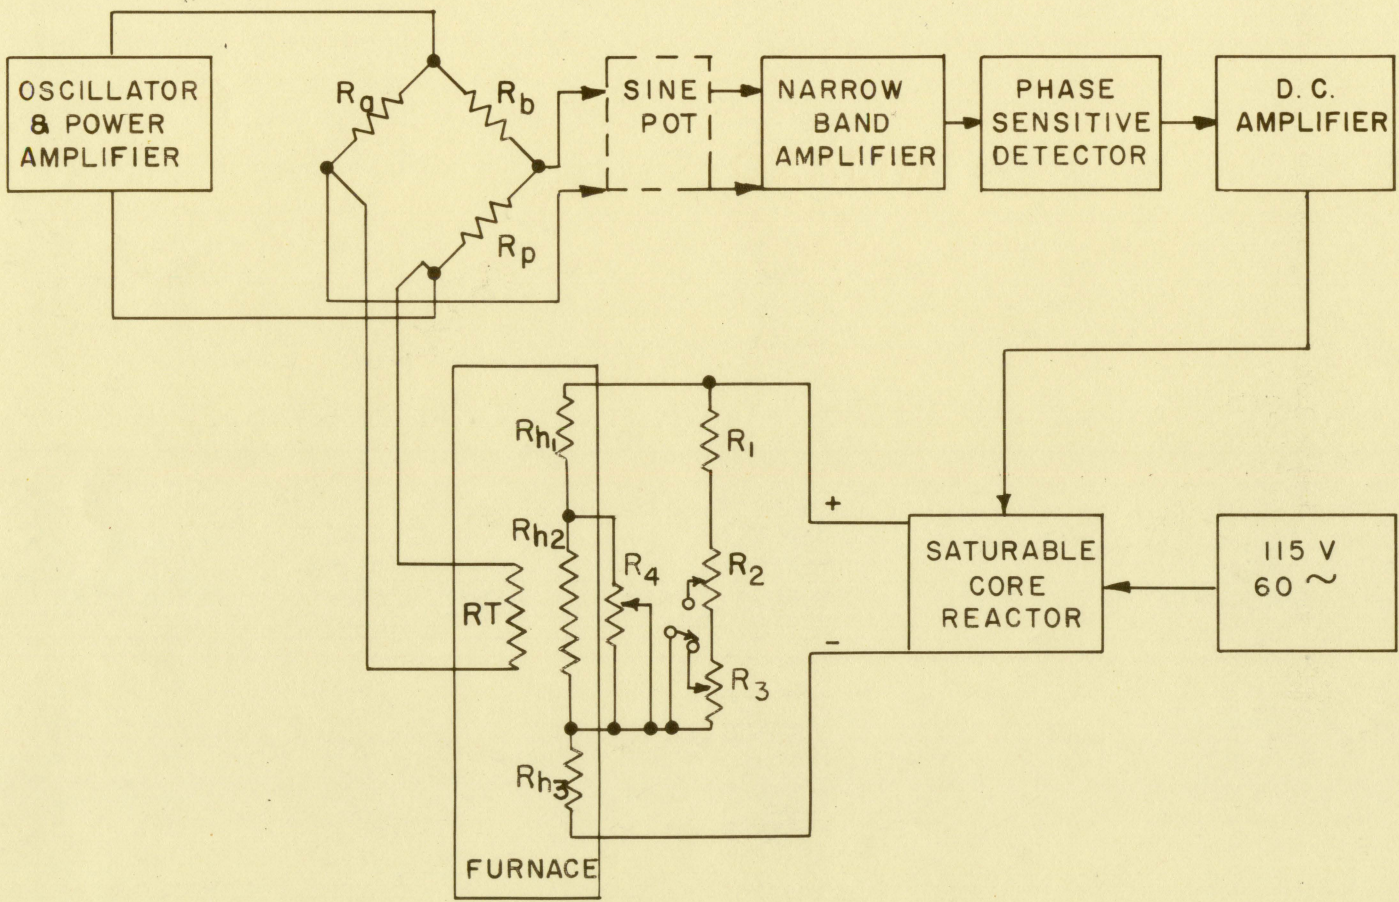 OSCILLATOR
& POWER
AMPLIFIER
Ra
Rb
Rp
SINE
POT
NARROW
BAND
AMPLIFIER
PHASE
SENSITIVE
DETECTOR
D. C.
AMPLIFIER
Rh1
Rh2
Rh3
RT
R4
R1
R2
R3
+
-
SATURABLE
CORE
REACTOR
115 V
60 ~
FURNACE